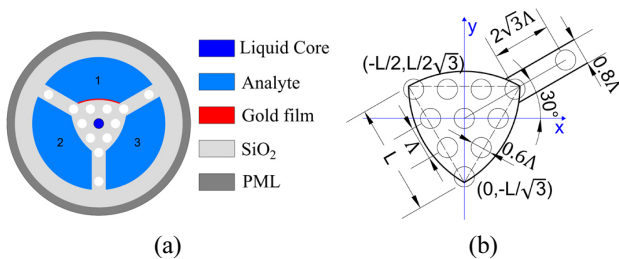 1
2
3
Liquid Core
Analyte
Gold film
SiO₂
PML
(a)
y
2√3Λ
(-L/2,L/2√3)
0.8Λ
30°
x
Λ
L
0.6Λ
(0,-L/√3)
(b)